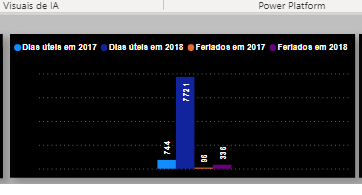 Visuais de IA
Power Platform
Dias úteis em 2017 Dias úteis em 2018 Feriados em 2017 Feriados em 2018
744
7721
96
336